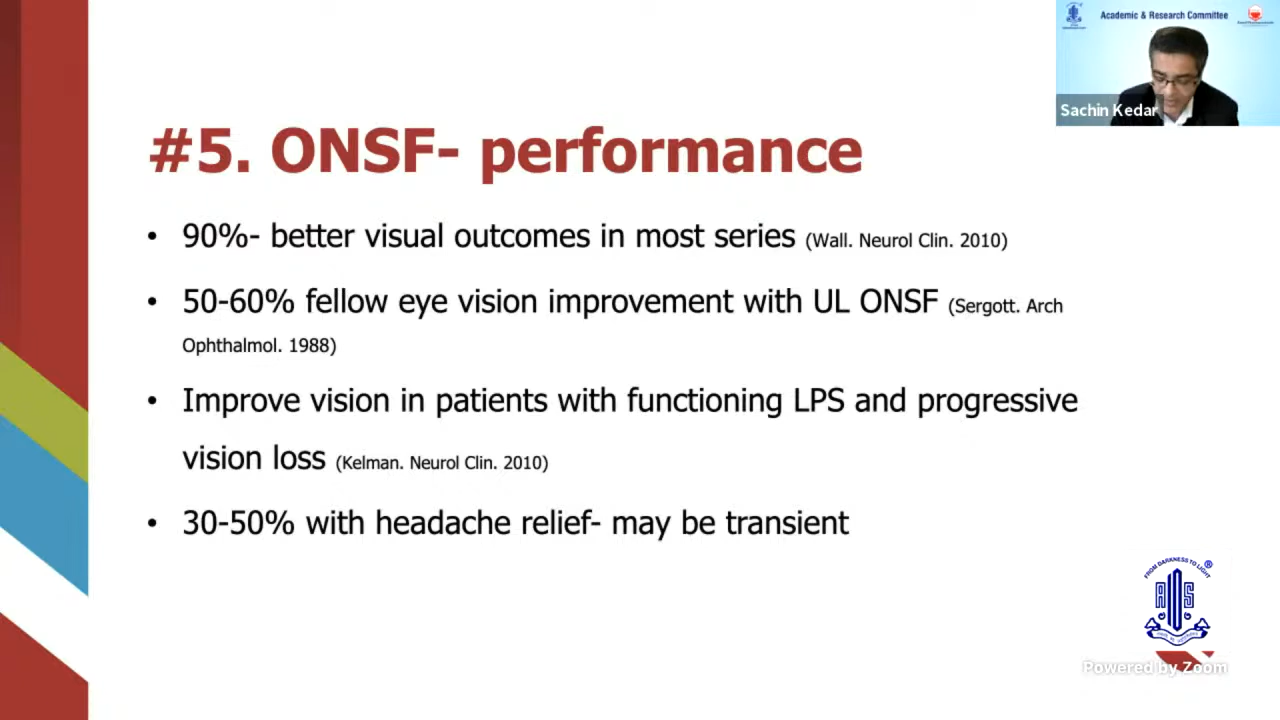 Academic & Research Committee
Sachin Kedar
#5. ONSF- performance
• 90%- better visual outcomes in most series (Wall. Neurol Clin. 2010)
• 50-60% fellow eye vision improvement with UL ONSF (Sergott. Arch
Ophthalmol. 1988)
• Improve vision in patients with functioning LPS and progressive
vision loss (Kelman. Neurol Clin. 2010)
• 30-50% with headache relief- may be transient
FROM DARKNESS TO LIGHT ®
AIOS
Powered by Zoom